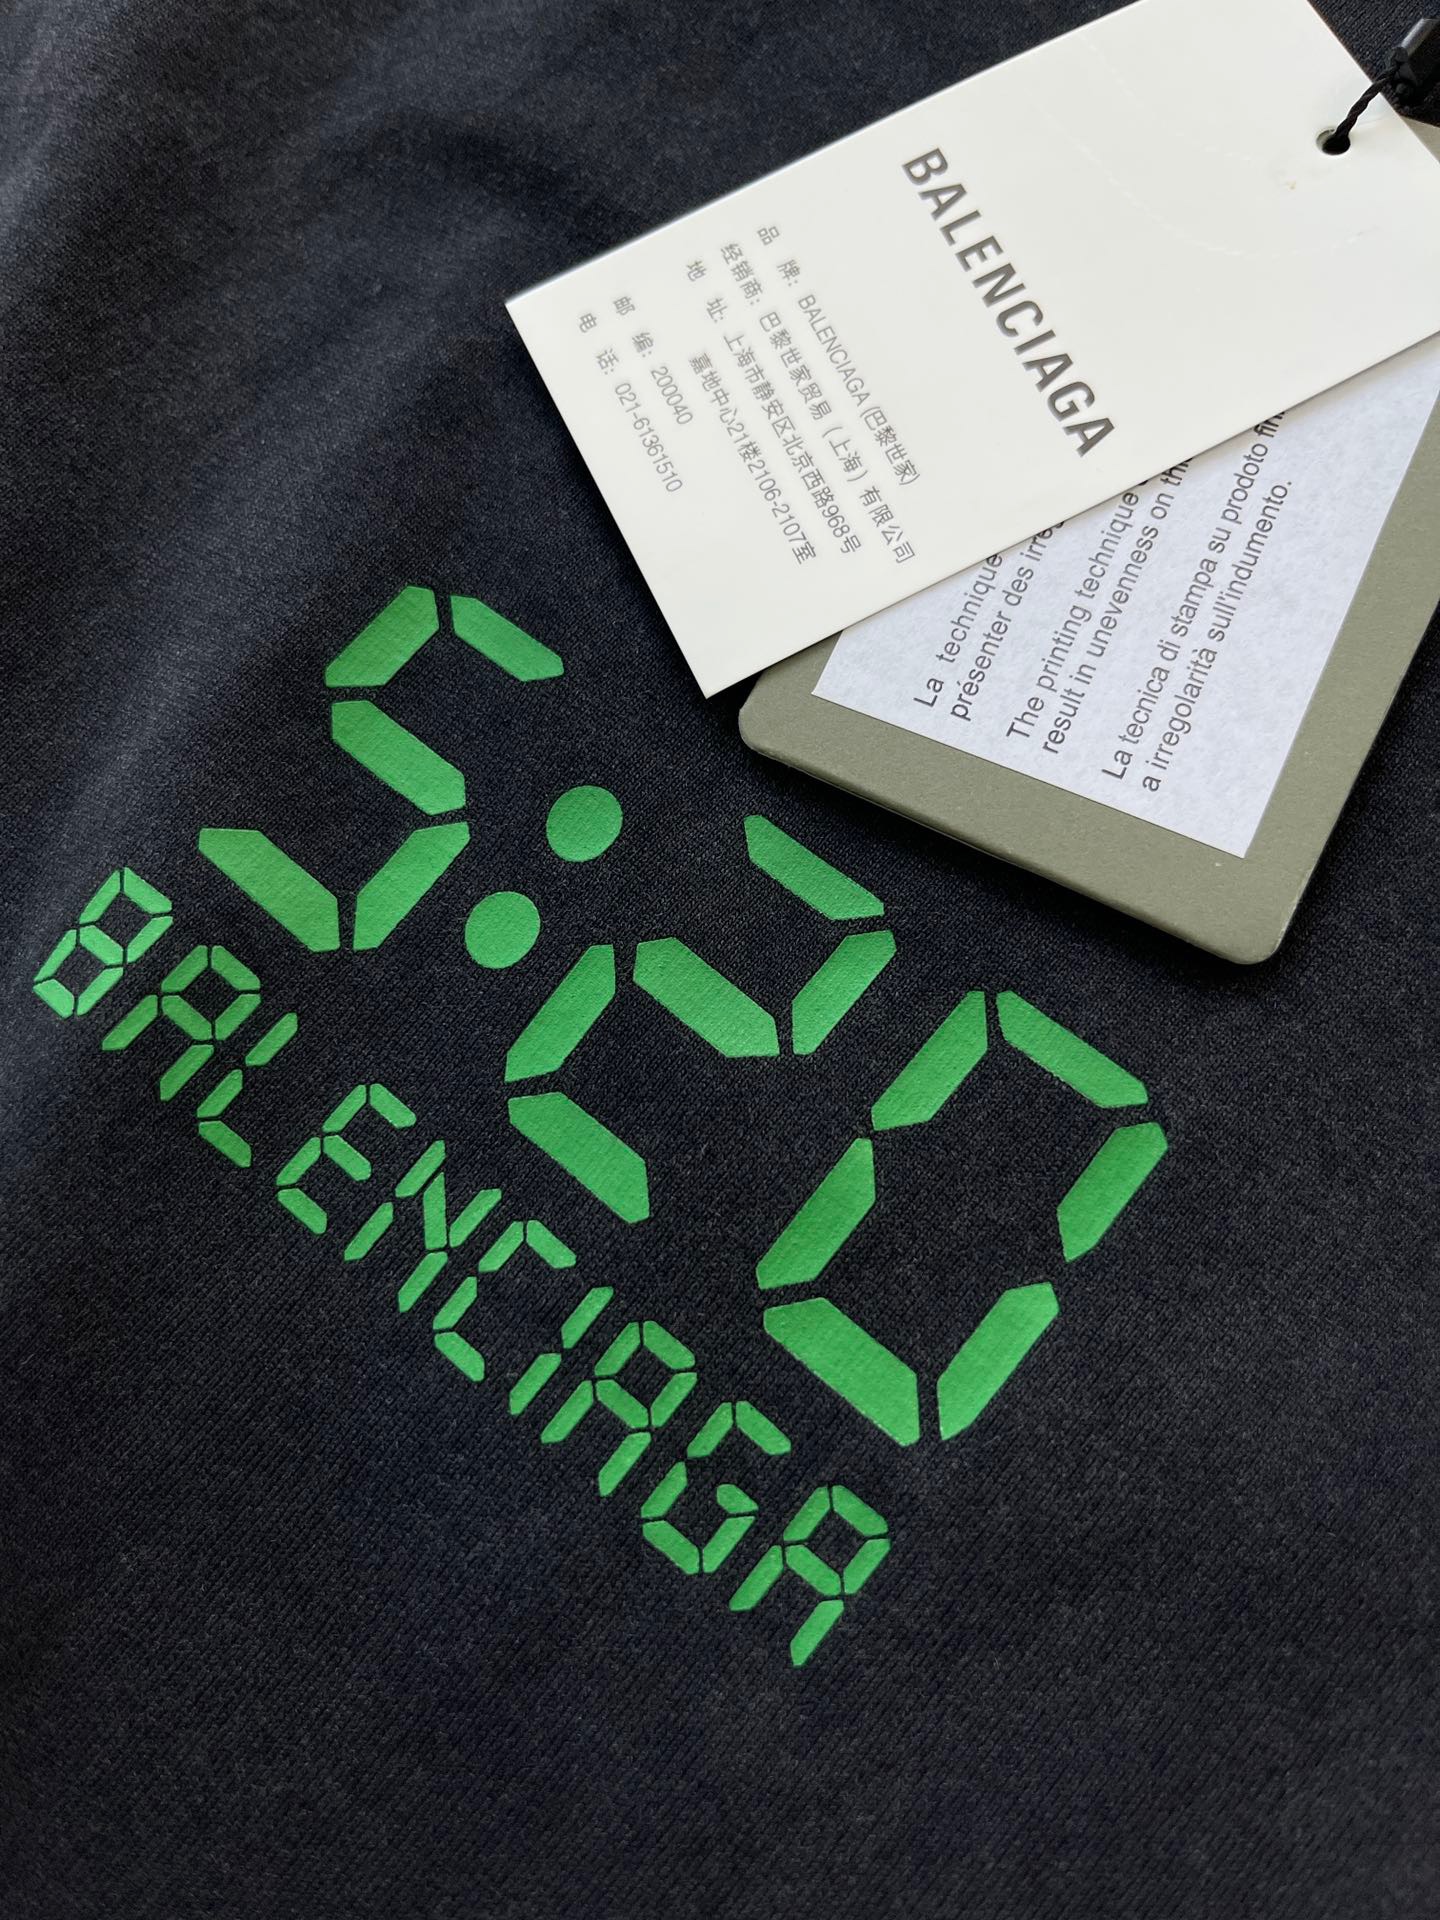 BALENCIAGA
品 牌: BALENCIAGA (巴黎世家)
经销商: 巴黎世家贸易（上海）有限公司
地 址: 上海市静安区北京西路968号
嘉地中心21楼2106-2107室
邮 编: 200040
电 话: 021-61361510
La technique
présenter des irrég
The printing technique
result in unevenness on thi
La tecnica di stampa su prodoto fin
a irregolarità sull'indumento.
5:20
BALENCIAGA